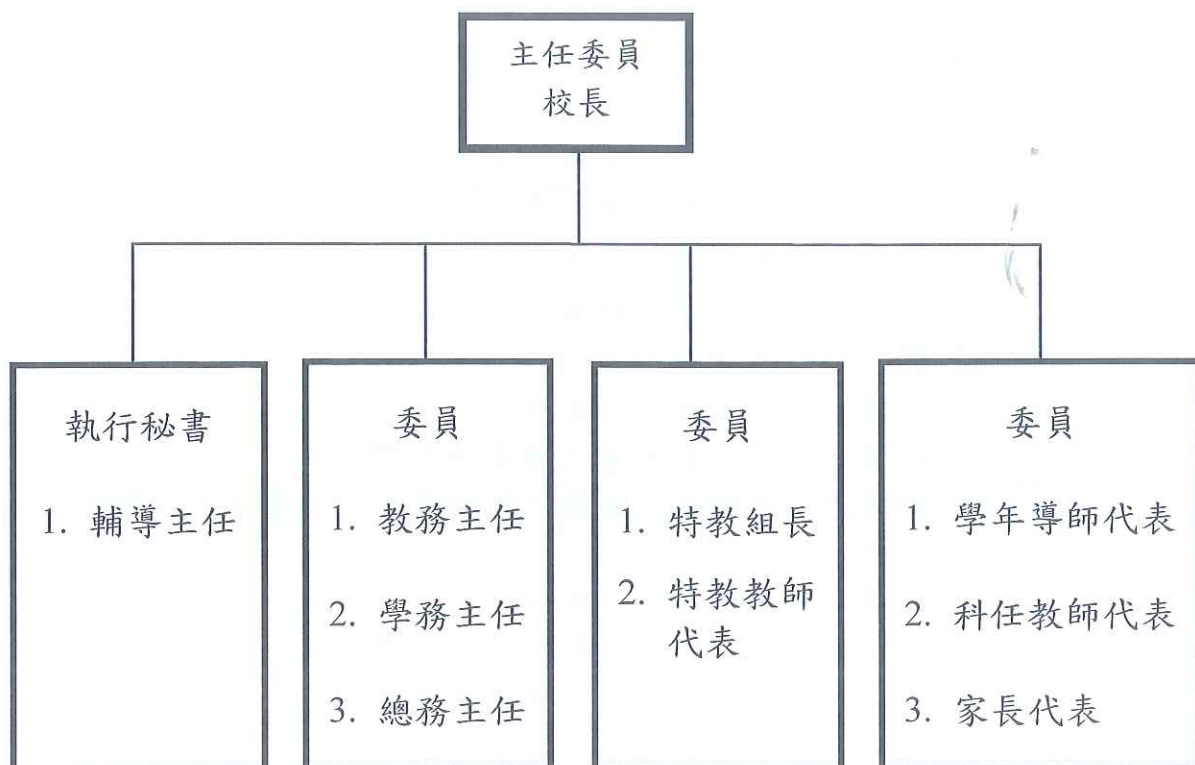 主任委員
校長
執行秘書
1. 輔導主任
委員
1. 教務主任
2. 學務主任
3. 總務主任
委員
1. 特教組長
2. 特教教師
代表
委員
1. 學年導師代表
2. 科任教師代表
3. 家長代表